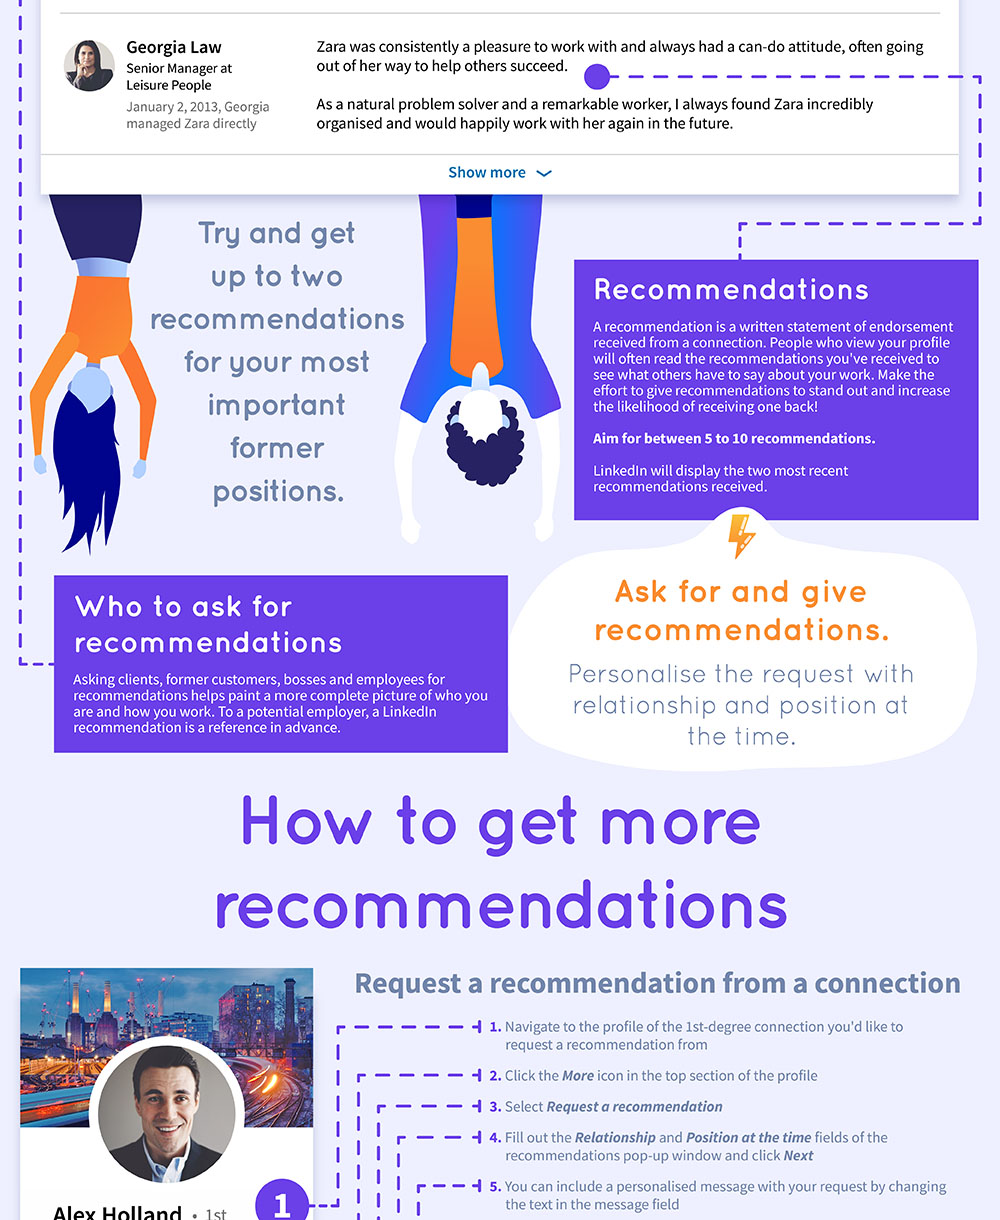 Georgia Law
Senior Manager at
Leisure People
January 2, 2013, Georgia
managed Zara directly
Zara was consistently a pleasure to work with and always had a can-do attitude, often going
out of her way to help others succeed.
As a natural problem solver and a remarkable worker, I always found Zara incredibly
organised and would happily work with her again in the future.
Show more
Try and get
up to two
recommendations
for your most
important
former
positions.
Recommendations
A recommendation is a written statement of endorsement
received from a connection. People who view your profile
will often read the recommendations you've received to
see what others have to say about your work. Make the
effort to give recommendations to stand out and increase
the likelihood of receiving one back!
Aim for between 5 to 10 recommendations.
LinkedIn will display the two most recent
recommendations received.
Who to ask for
recommendations
Asking clients, former customers, bosses and employees for
recommendations helps paint a more complete picture of who you
are and how you work. To a potential employer, a LinkedIn
recommendation is a reference in advance.
Ask for and give
recommendations.
Personalise the request with
relationship and position at
the time.
How to get more
recommendations
Request a recommendation from a connection
1. Navigate to the profile of the 1st-degree connection you'd like to
request a recommendation from
2. Click the More icon in the top section of the profile
3. Select Request a recommendation
4. Fill out the Relationship and Position at the time fields of the
recommendations pop-up window and click Next
5. You can include a personalised message with your request by changing
the text in the message field
Alex Holland • 1st
1